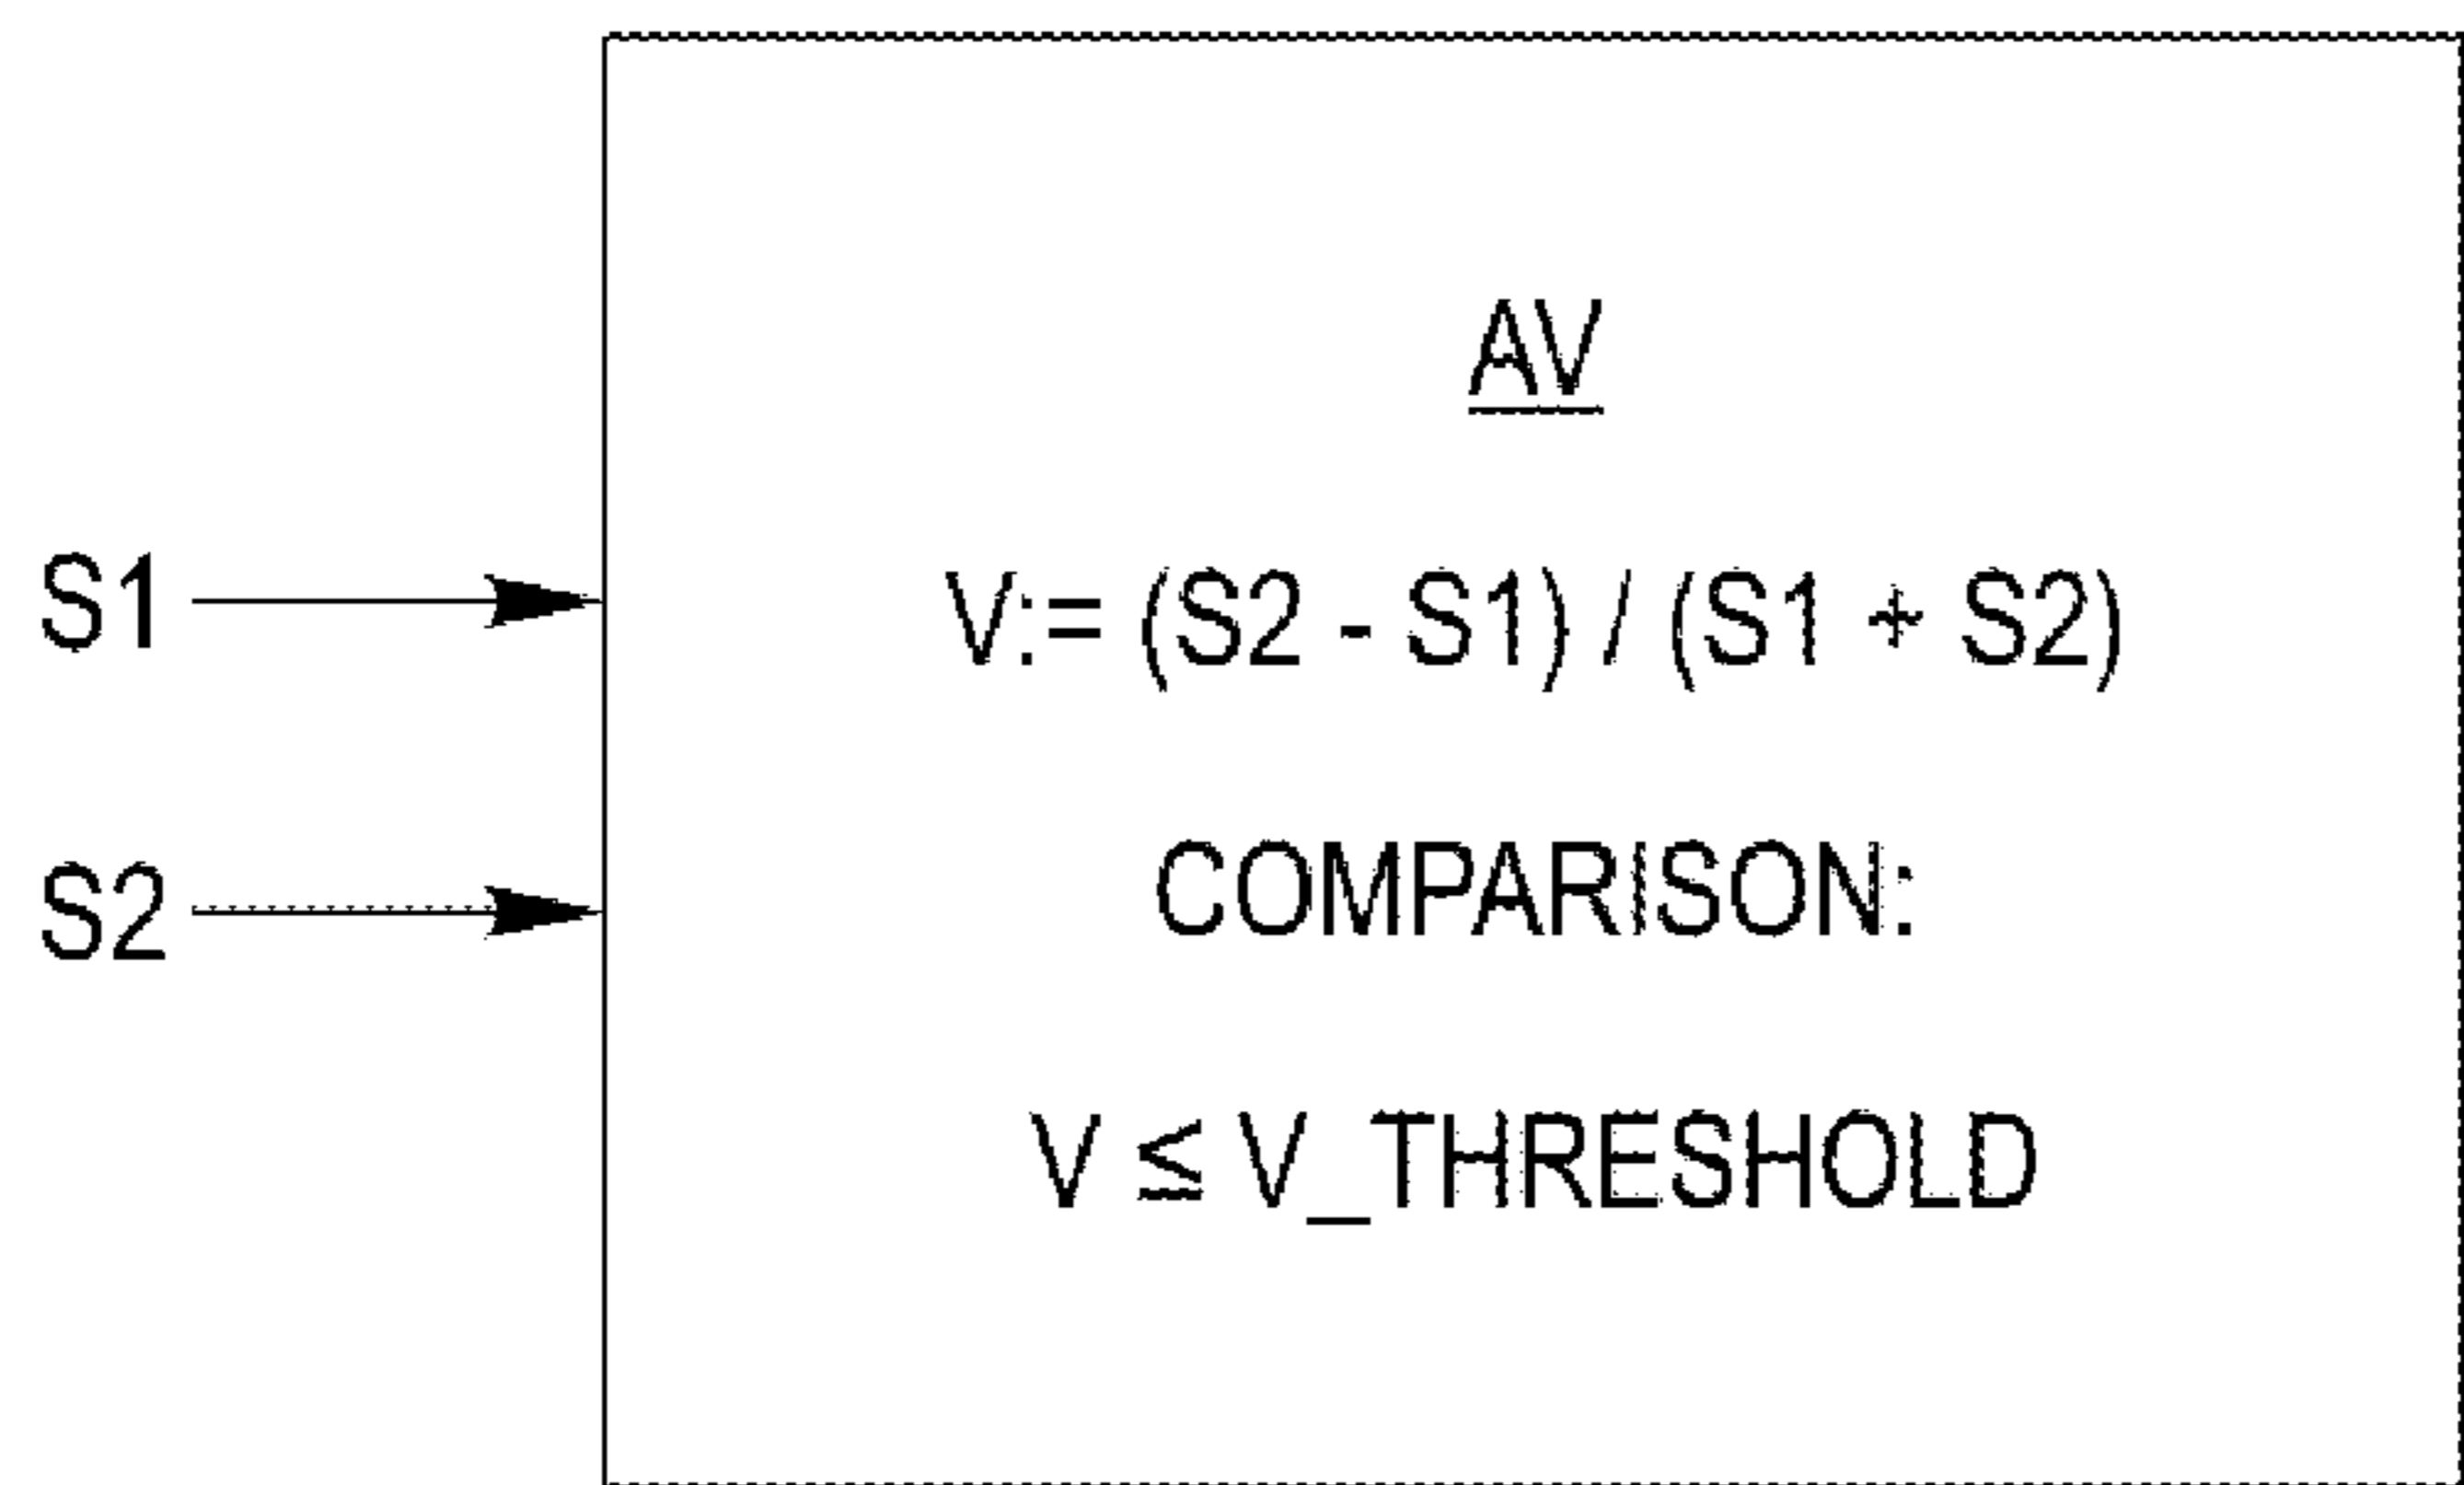 AV
S1
V:= (S2 - S1) / (S1 + S2)
S2
COMPARISON:
V ≤ V_THRESHOLD